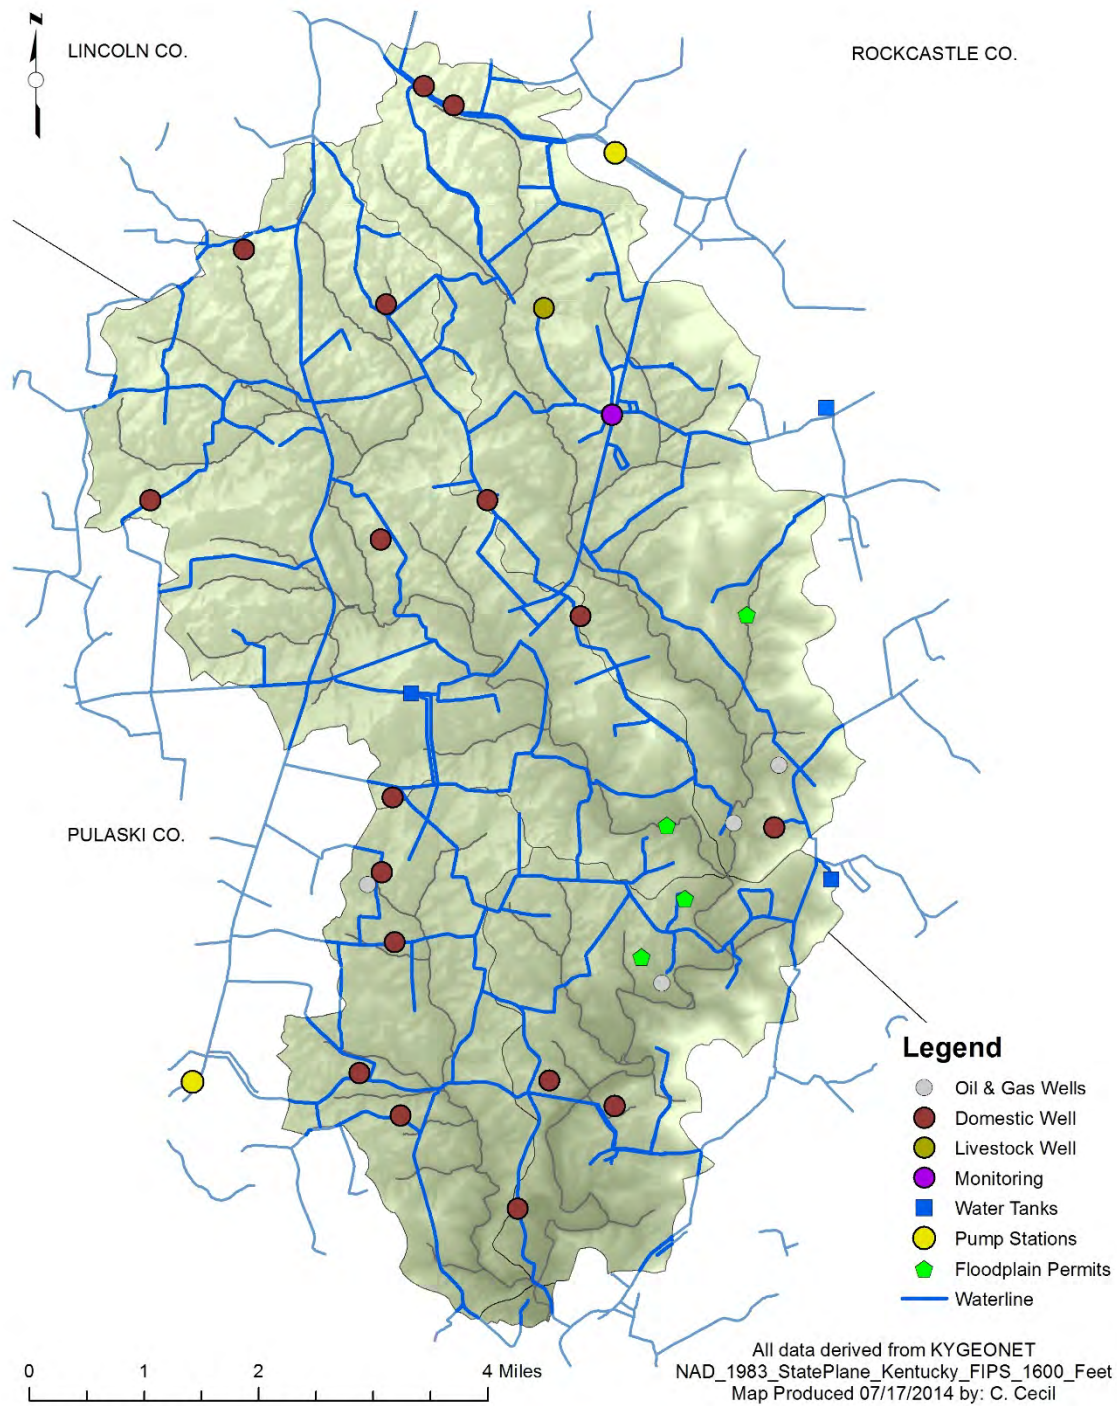 N
LINCOLN CO.
ROCKCASTLE CO.
PULASKI CO.
Legend
Oil & Gas Wells
Domestic Well
Livestock Well
Monitoring
Water Tanks
Pump Stations
Floodplain Permits
Waterline
0 1 2 4 Miles
All data derived from KYGEONET
NAD_1983_StatePlane_Kentucky_FIPS_1600_Feet
Map Produced 07/17/2014 by: C. Cecil